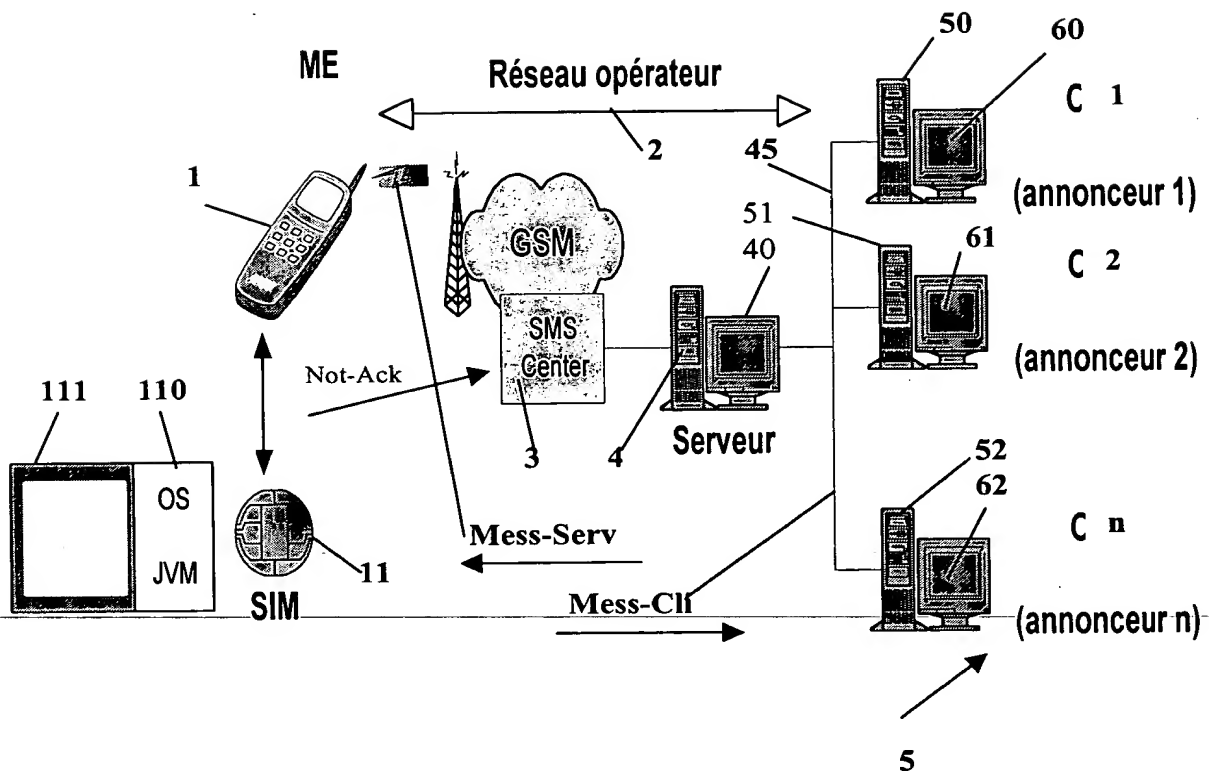 ME
Réseau opérateur
2
1
50
60
C 1
(annonceur 1)
45
GSM
51
40
61
C 2
(annonceur 2)
SMS
Center
Not-Ack
3
4
Serveur
111
110
OS
JVM
11
SIM
Mess-Serv
Mess-Cli
52
62
C n
(annonceur n)
5